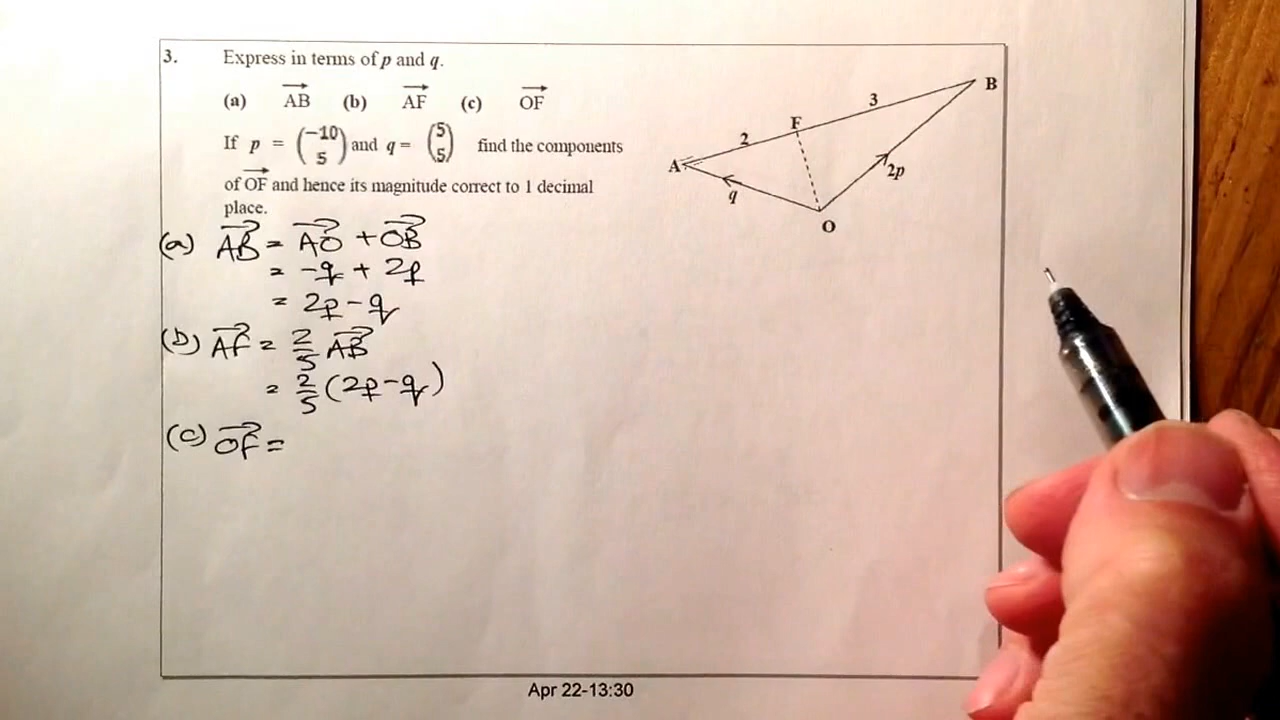 3. Express in terms of p and q.
(a) AB (b) AF (c) OF
If p = (-10 5) and q = (5 5) find the components
of OF and hence its magnitude correct to 1 decimal
place.
B
3
F
2
A
2p
q
O
(a) AB = AO + OB
= -q + 2p
= 2p - q
(b) AF = 2/5 AB
= 2/5 (2p - q)
(c) OF =
Apr 22-13:30